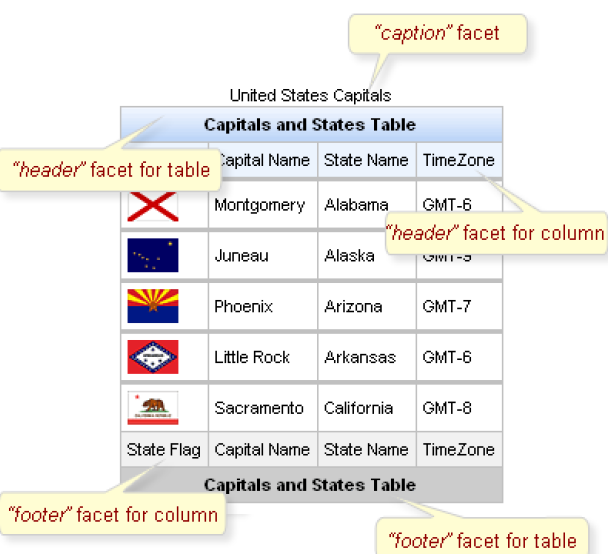 “caption” facet
United States Capitals
Capitals and States Table
“header” facet for table
Capital Name State Name TimeZone
Montgomery Alabama GMT-6
“header” facet for column
Juneau Alaska GMT-9
Phoenix Arizona GMT-7
Little Rock Arkansas GMT-6
Sacramento California GMT-8
State Flag Capital Name State Name TimeZone
Capitals and States Table
“footer” facet for column
“footer” facet for table